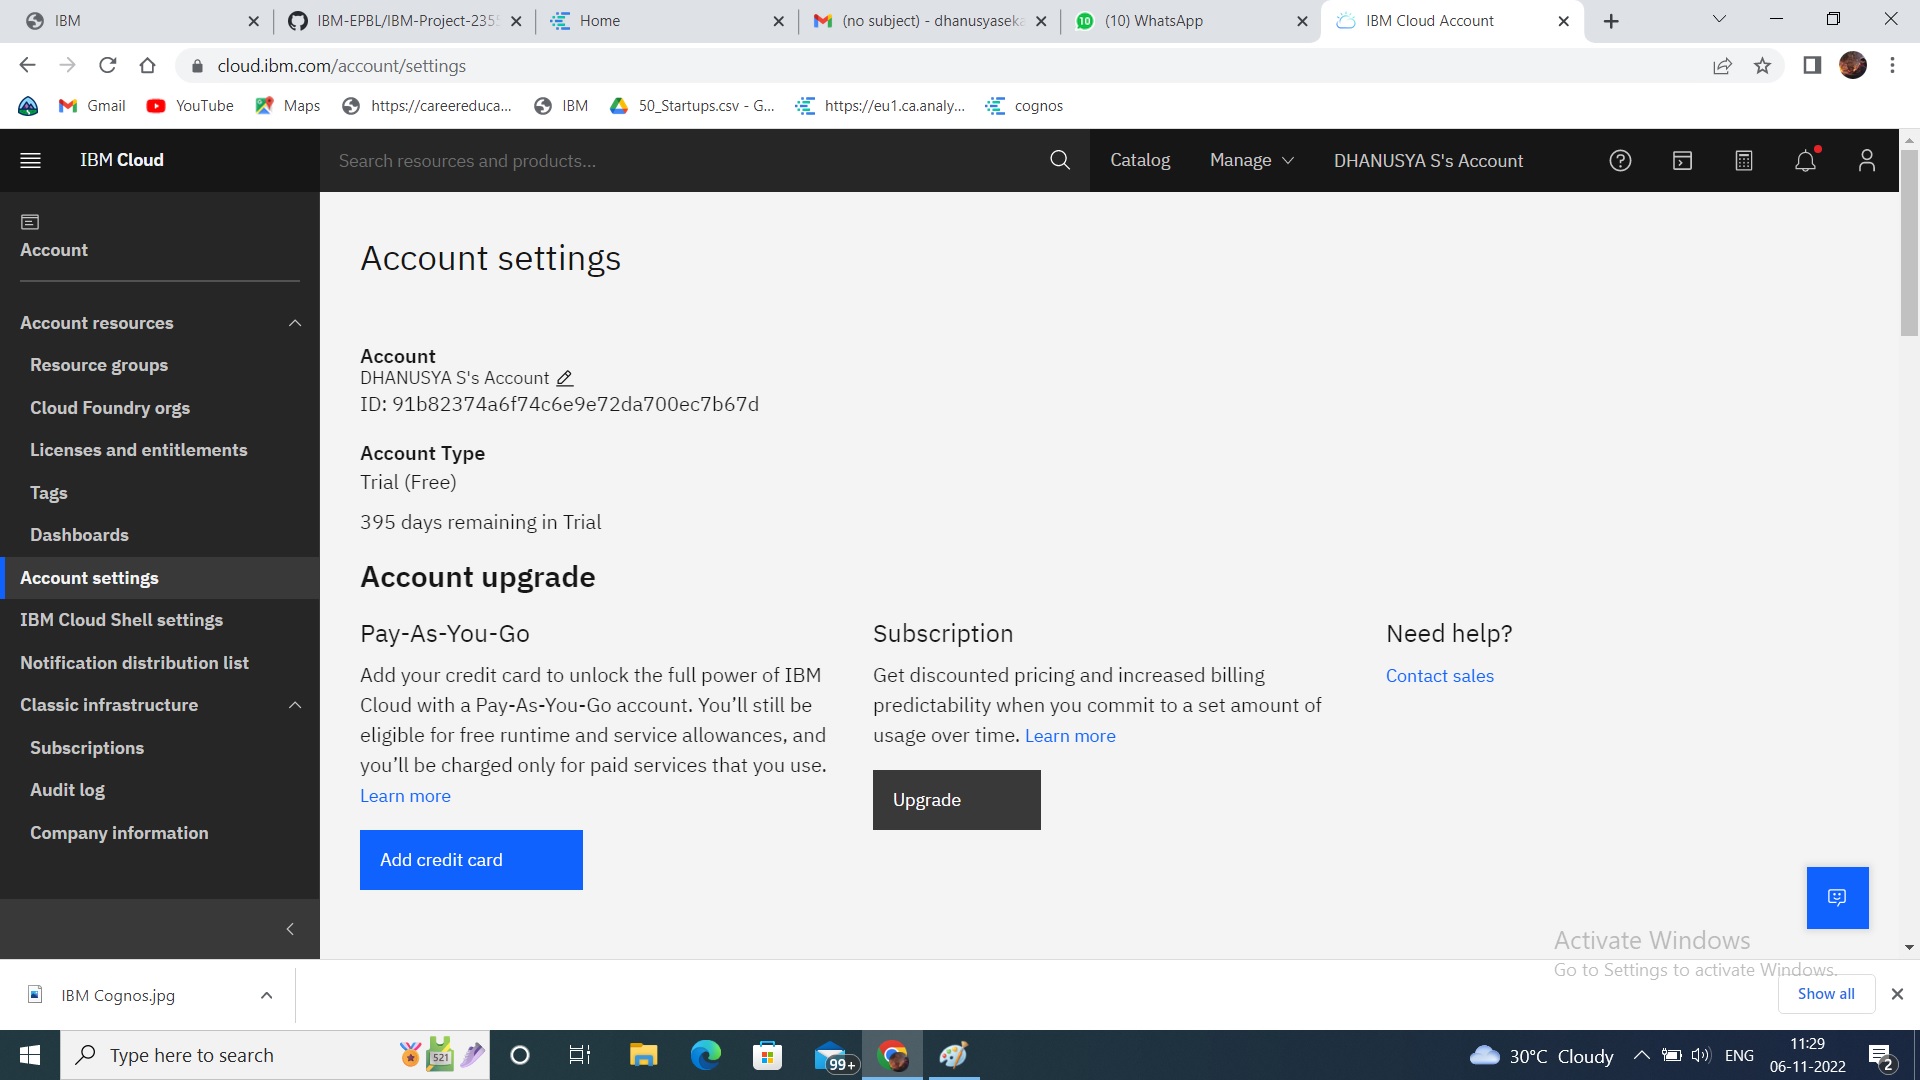 IBM
IBM-EPBL/IBM-Project-2355
Home
(no subject) - dhanusyaseka
(10) WhatsApp
IBM Cloud Account
cloud.ibm.com/account/settings
Gmail
YouTube
Maps
https://careereduca...
IBM
50_Startups.csv - G...
https://eu1.ca.analy...
cognos
IBM Cloud
Search resources and products...
Catalog
Manage
DHANUSYA S's Account
Account
Account resources
Resource groups
Cloud Foundry orgs
Licenses and entitlements
Tags
Dashboards
Account settings
IBM Cloud Shell settings
Notification distribution list
Classic infrastructure
Subscriptions
Audit log
Company information
Account settings
Account
DHANUSYA S's Account
ID: 91b82374a6f74c6e9e72da700ec7b67d
Account Type
Trial (Free)
395 days remaining in Trial
Account upgrade
Pay-As-You-Go
Add your credit card to unlock the full power of IBM
Cloud with a Pay-As-You-Go account. You’ll still be
eligible for free runtime and service allowances, and
you’ll be charged only for paid services that you use.
Learn more
Add credit card
Subscription
Get discounted pricing and increased billing
predictability when you commit to a set amount of
usage over time. Learn more
Upgrade
Need help?
Contact sales
Activate Windows
Go to Settings to activate Windows.
IBM Cognos.jpg
Show all
Type here to search
521
99+
30°C Cloudy
ENG
11:29
06-11-2022
2